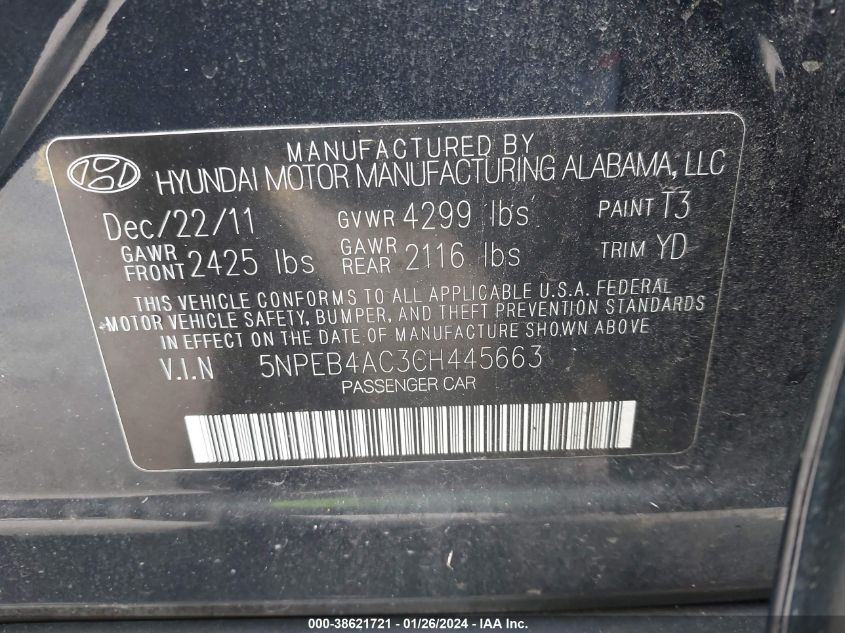 MANUFACTURED BY
HYUNDAI MOTOR MANUFACTURING ALABAMA, LLC
Dec/22/11 GVWR 4299 lbs PAINT T3
GAWR FRONT 2425 lbs GAWR REAR 2116 lbs TRIM YD
THIS VEHICLE CONFORMS TO ALL APPLICABLE U.S.A. FEDERAL
MOTOR VEHICLE SAFETY, BUMPER, AND THEFT PREVENTION STANDARDS
IN EFFECT ON THE DATE OF MANUFACTURE SHOWN ABOVE
V.I.N 5NPEB4AC3CH445663
PASSENGER CAR
000-38621721 - 01/26/2024 - IAA Inc.